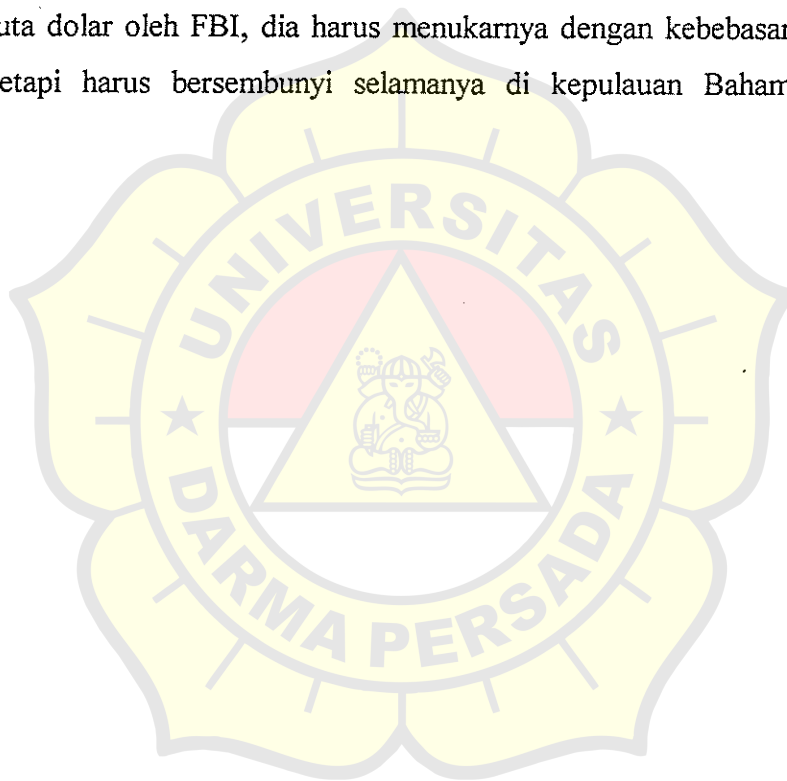 uta dolar oleh FBI, dia harus menukarnya dengan kebebasan
etapi harus bersembunyi selamanya di kepulauan Baham
UNIVERSITAS
DARMA PERSADA